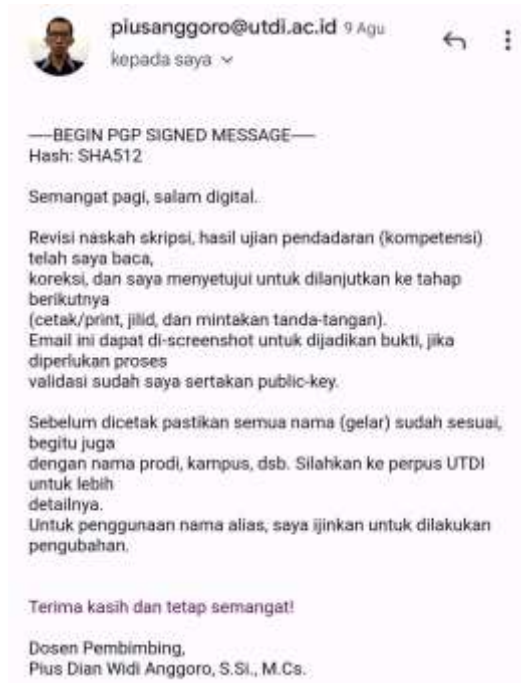 piusanggoro@utdi.ac.id 9 Agu
kepada saya
-----BEGIN PGP SIGNED MESSAGE-----
Hash: SHA512
Semangat pagi, salam digital.
Revisi naskah skripsi, hasil ujian pendadaran (kompetensi)
telah saya baca,
koreksi, dan saya menyetujui untuk dilanjutkan ke tahap
berikutnya
(cetak/print, jilid, dan mintakan tanda-tangan).
Email ini dapat di-screenshot untuk dijadikan bukti, jika
diperlukan proses
validasi sudah saya sertakan public-key.
Sebelum dicetak pastikan semua nama (gelar) sudah sesuai,
begitu juga
dengan nama prodi, kampus, dsb. Silahkan ke perpus UTDI
untuk lebih
detailnya.
Untuk penggunaan nama alias, saya ijinkan untuk dilakukan
pengubahan.
Terima kasih dan tetap semangat!
Dosen Pembimbing,
Pius Dian Widi Anggoro, S.Si., M.Cs.